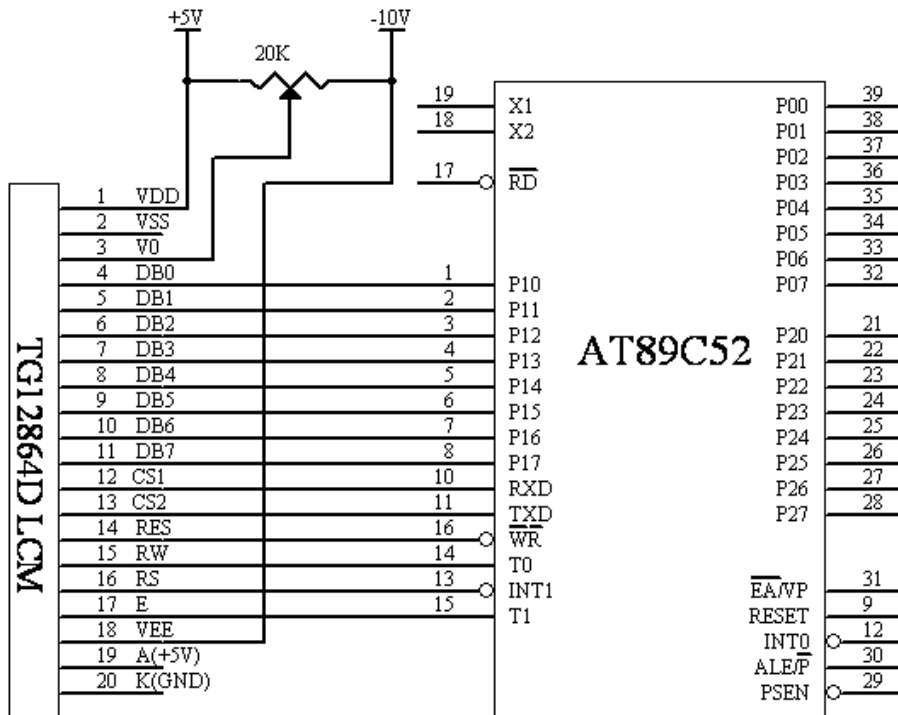 +5V
-10V
20K
TG12864D LCM
1 VDD
2 VSS
3 V0
4 DB0
5 DB1
6 DB2
7 DB3
8 DB4
9 DB5
10 DB6
11 DB7
12 CS1
13 CS2
14 RES
15 RW
16 RS
17 E
18 VEE
19 A(+5V)
20 K(GND)
AT89C52
19 X1
18 X2
17 RD
1 P10
2 P11
3 P12
4 P13
5 P14
6 P15
7 P16
8 P17
10 RXD
11 TXD
16 WR
14 T0
13 INT1
15 T1
P00 39
P01 38
P02 37
P03 36
P04 35
P05 34
P06 33
P07 32
P20 21
P21 22
P22 23
P23 24
P24 25
P25 26
P26 27
P27 28
EA/VP 31
RESET 9
INT0 12
ALE/P 30
PSEN 29